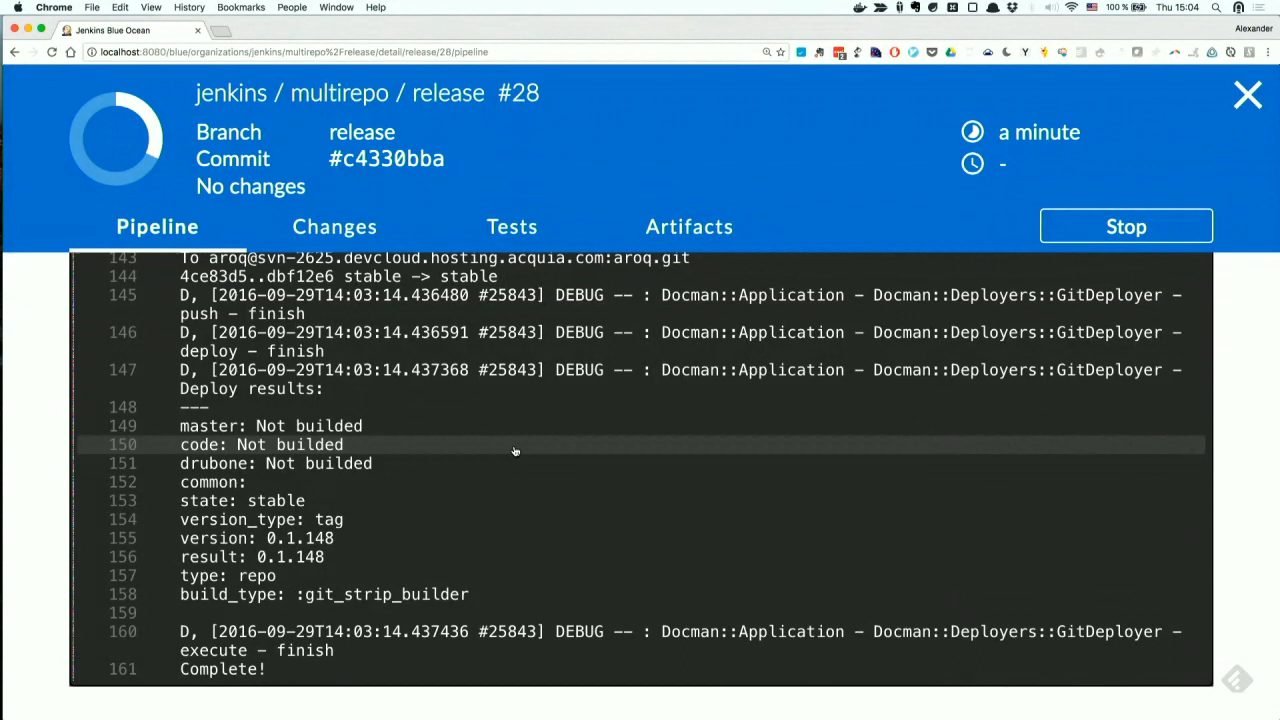 Chrome File Edit View History Bookmarks People Window Help 100 % Thu 15:04
Jenkins Blue Ocean Alexander
localhost:8080/blue/organizations/jenkins/multirepo%2Frelease/detail/release/28/pipeline
jenkins / multirepo / release #28
Branch release a minute
Commit #c4330bba -
No changes
Pipeline Changes Tests Artifacts Stop
143 To aroq@svn-2625.devcloud.hosting.acquia.com:aroq.git
144 4ce83d5..dbf12e6 stable -> stable
145 D, [2016-09-29T14:03:14.436480 #25843] DEBUG -- : Docman::Application - Docman::Deployers::GitDeployer -
push - finish
146 D, [2016-09-29T14:03:14.436591 #25843] DEBUG -- : Docman::Application - Docman::Deployers::GitDeployer -
deploy - finish
147 D, [2016-09-29T14:03:14.437368 #25843] DEBUG -- : Docman::Application - Docman::Deployers::GitDeployer -
Deploy results:
148 ---
149 master: Not builded
150 code: Not builded
151 drubone: Not builded
152 common:
153 state: stable
154 version_type: tag
155 version: 0.1.148
156 result: 0.1.148
157 type: repo
158 build_type: :git_strip_builder
159
160 D, [2016-09-29T14:03:14.437436 #25843] DEBUG -- : Docman::Application - Docman::Deployers::GitDeployer -
execute - finish
161 Complete!